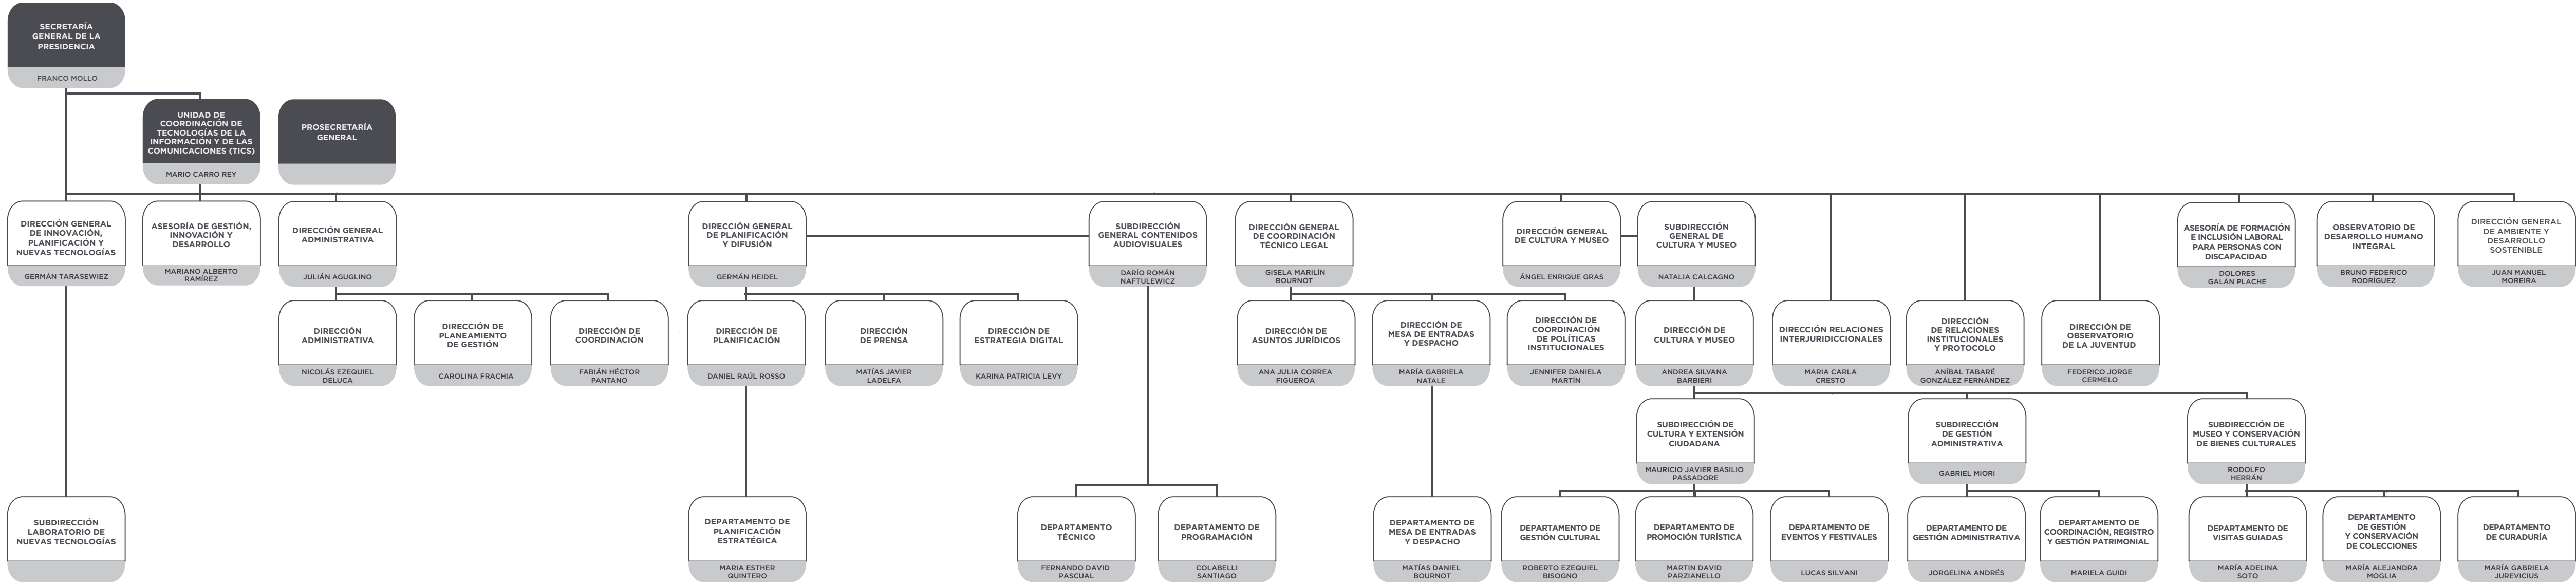 SECRETARÍA
GENERAL DE LA
PRESIDENCIA
FRANCO MOLLO
UNIDAD DE
COORDINACIÓN DE
TECNOLOGÍAS DE LA
INFORMACIÓN Y DE LAS
COMUNICACIONES (TICS)
MARIO CARRO REY
PROSECRETARÍA
GENERAL
DIRECCIÓN GENERAL
DE INNOVACIÓN,
PLANIFICACIÓN Y
NUEVAS TECNOLOGÍAS
GERMÁN TARASEWIEZ
ASESORÍA DE GESTIÓN,
INNOVACIÓN Y
DESARROLLO
MARIANO ALBERTO
RAMÍREZ
DIRECCIÓN GENERAL
ADMINISTRATIVA
JULIÁN AGUGLINO
DIRECCIÓN GENERAL
DE PLANIFICACIÓN
Y DIFUSIÓN
GERMÁN HEIDEL
SUBDIRECCIÓN
GENERAL CONTENIDOS
AUDIOVISUALES
DARÍO ROMÁN
NAFTULEWICZ
DIRECCIÓN GENERAL
DE COORDINACIÓN
TÉCNICO LEGAL
GISELA MARILÍN
BOURNOT
DIRECCIÓN GENERAL
DE CULTURA Y MUSEO
ÁNGEL ENRIQUE GRAS
SUBDIRECCIÓN
GENERAL DE
CULTURA Y MUSEO
NATALIA CALCAGNO
ASESORÍA DE FORMACIÓN
E INCLUSIÓN LABORAL
PARA PERSONAS CON
DISCAPACIDAD
DOLORES
GALÁN PLACHE
OBSERVATORIO DE
DESARROLLO HUMANO
INTEGRAL
BRUNO FEDERICO
RODRÍGUEZ
DIRECCIÓN GENERAL
DE AMBIENTE Y
DESARROLLO
SOSTENIBLE
JUAN MANUEL
MOREIRA
DIRECCIÓN
ADMINISTRATIVA
NICOLÁS EZEQUIEL
DELUCA
DIRECCIÓN DE
PLANEAMIENTO
DE GESTIÓN
CAROLINA FRACHIA
DIRECCIÓN DE
COORDINACIÓN
FABIÁN HÉCTOR
PANTANO
DIRECCIÓN DE
PLANIFICACIÓN
DANIEL RAÚL ROSSO
DIRECCIÓN
DE PRENSA
MATÍAS JAVIER
LADELFA
DIRECCIÓN DE
ESTRATEGIA DIGITAL
KARINA PATRICIA LEVY
DIRECCIÓN DE
ASUNTOS JURÍDICOS
ANA JULIA CORREA
FIGUEROA
DIRECCIÓN DE
MESA DE ENTRADAS
Y DESPACHO
MARÍA GABRIELA
NATALE
DIRECCIÓN DE
COORDINACIÓN
DE POLÍTICAS
INSTITUCIONALES
JENNIFER DANIELA
MARTÍN
DIRECCIÓN DE
CULTURA Y MUSEO
ANDREA SILVANA
BARBIERI
DIRECCIÓN RELACIONES
INTERJURIDICCIONALES
MARIA CARLA
CRESTO
DIRECCIÓN
DE RELACIONES
INSTITUCIONALES
Y PROTOCOLO
ANÍBAL TABARÉ
GONZÁLEZ FERNÁNDEZ
DIRECCIÓN DE
OBSERVATORIO
DE LA JUVENTUD
FEDERICO JORGE
CERMELO
SUBDIRECCIÓN DE
CULTURA Y EXTENSIÓN
CIUDADANA
MAURICIO JAVIER BASILIO
PASSADORE
SUBDIRECCIÓN
DE GESTIÓN
ADMINISTRATIVA
GABRIEL MIORI
SUBDIRECCIÓN DE
MUSEO Y CONSERVACIÓN
DE BIENES CULTURALES
RODOLFO
HERRÁN
SUBDIRECCIÓN
LABORATORIO DE
NUEVAS TECNOLOGÍAS
DEPARTAMENTO DE
PLANIFICACIÓN
ESTRATÉGICA
MARIA ESTHER
QUINTERO
DEPARTAMENTO
TÉCNICO
FERNANDO DAVID
PASCUAL
DEPARTAMENTO DE
PROGRAMACIÓN
COLABELLI
SANTIAGO
DEPARTAMENTO DE
MESA DE ENTRADAS
Y DESPACHO
MATÍAS DANIEL
BOURNOT
DEPARTAMENTO DE
GESTIÓN CULTURAL
ROBERTO EZEQUIEL
BISOGNO
DEPARTAMENTO DE
PROMOCIÓN TURÍSTICA
MARTIN DAVID
PARZIANELLO
DEPARTAMENTO DE
EVENTOS Y FESTIVALES
LUCAS SILVANI
DEPARTAMENTO DE
GESTIÓN ADMINISTRATIVA
JORGELINA ANDRÉS
DEPARTAMENTO DE
COORDINACIÓN, REGISTRO
Y GESTIÓN PATRIMONIAL
MARIELA GUIDI
DEPARTAMENTO DE
VISITAS GUIADAS
MARÍA ADELINA
SOTO
DEPARTAMENTO
DE GESTIÓN
Y CONSERVACIÓN
DE COLECCIONES
MARÍA ALEJANDRA
MOGLIA
DEPARTAMENTO
DE CURADURÍA
MARÍA GABRIELA
JUREVICIUS